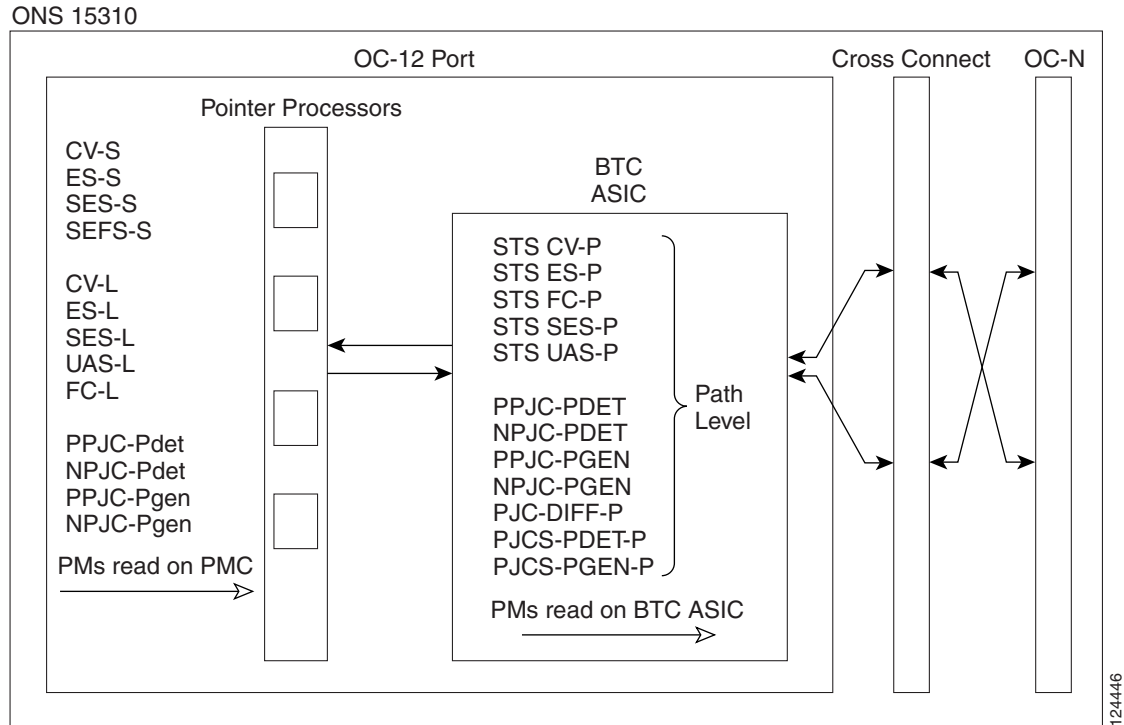 ONS 15310
OC-12 Port
Cross Connect
OC-N
Pointer Processors
CV-S
ES-S
SES-S
SEFS-S
CV-L
ES-L
SES-L
UAS-L
FC-L
PPJC-Pdet
NPJC-Pdet
PPJC-Pgen
NPJC-Pgen
PMs read on PMC
BTC
ASIC
STS CV-P
STS ES-P
STS FC-P
STS SES-P
STS UAS-P
PPJC-PDET
NPJC-PDET
PPJC-PGEN
NPJC-PGEN
PJC-DIFF-P
PJCS-PDET-P
PJCS-PGEN-P
Path
Level
PMs read on BTC ASIC
124446